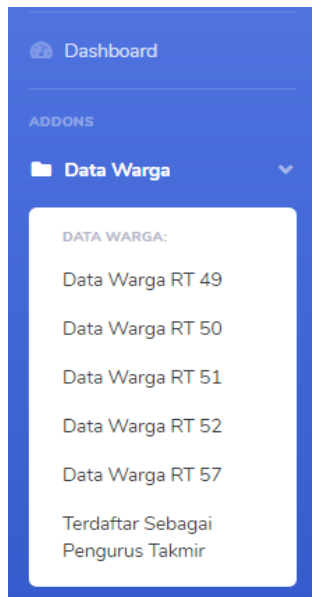 Dashboard
ADDONS
Data Warga
DATA WARGA:
Data Warga RT 49
Data Warga RT 50
Data Warga RT 51
Data Warga RT 52
Data Warga RT 57
Terdaftar Sebagai
Pengurus Takmir